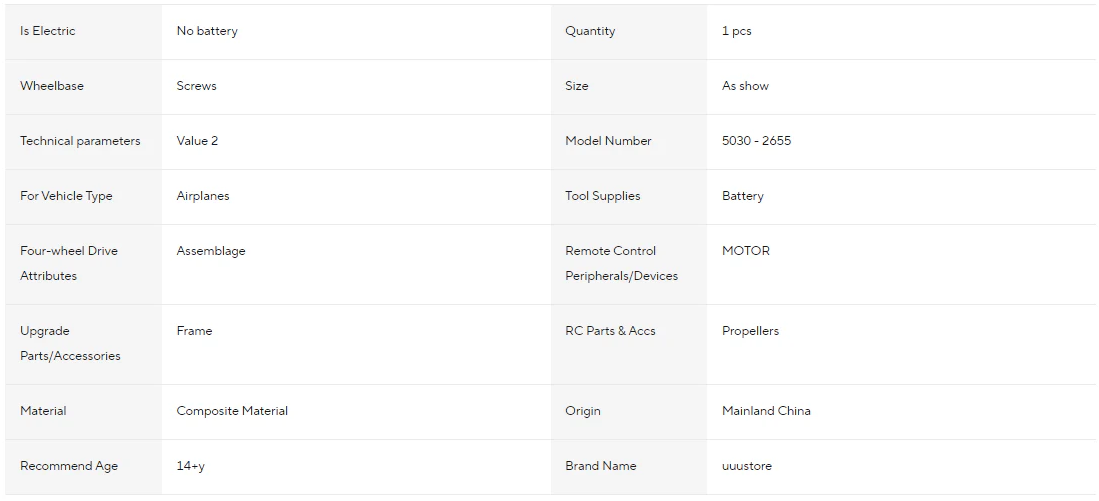 Is Electric No battery Quantity 1 pcs
Wheelbase Screws Size As show
Technical parameters Value 2 Model Number 5030 - 2655
For Vehicle Type Airplanes Tool Supplies Battery
Four-wheel Drive Assemblage Remote Control MOTOR
Attributes Peripherals/Devices
Upgrade Frame RC Parts & Accs Propellers
Parts/Accessories
Material Composite Material Origin Mainland China
Recommend Age 14+y Brand Name uuustore